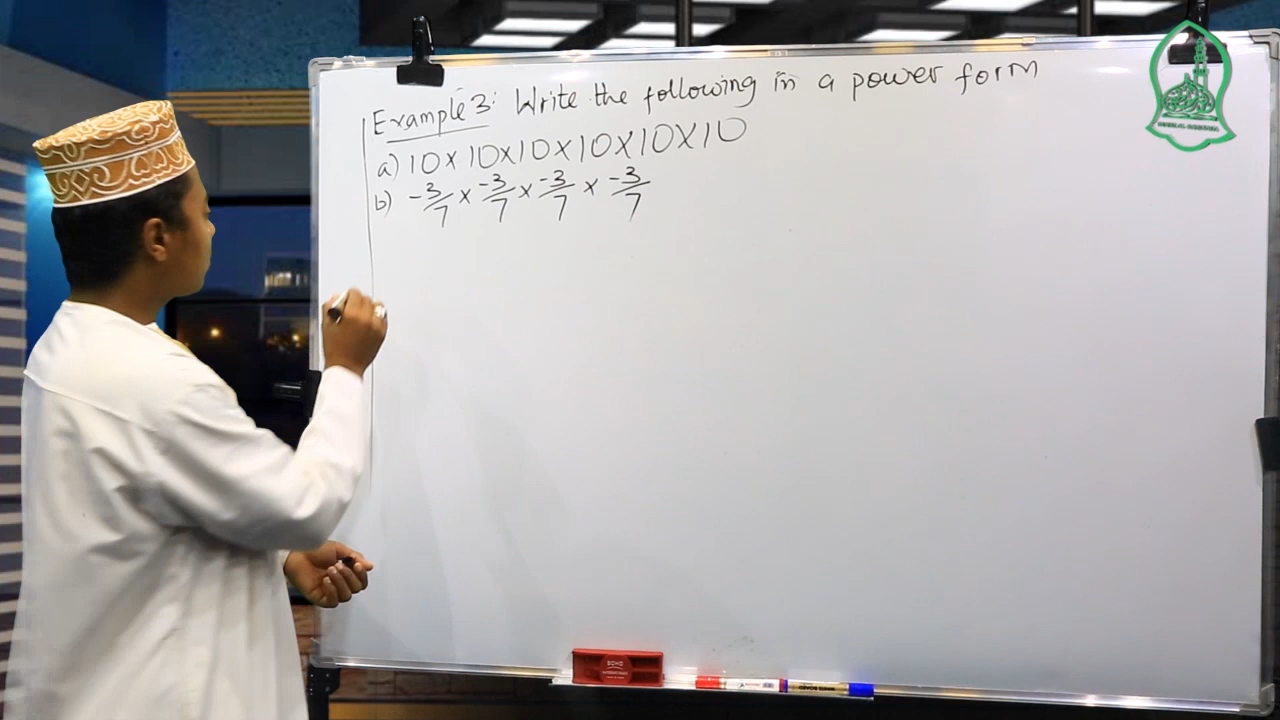 Example 3: Write the following in a power form
a) 10 x 10 x 10 x 10 x 10 x 10
b) -3/7 x -3/7 x -3/7 x -3/7